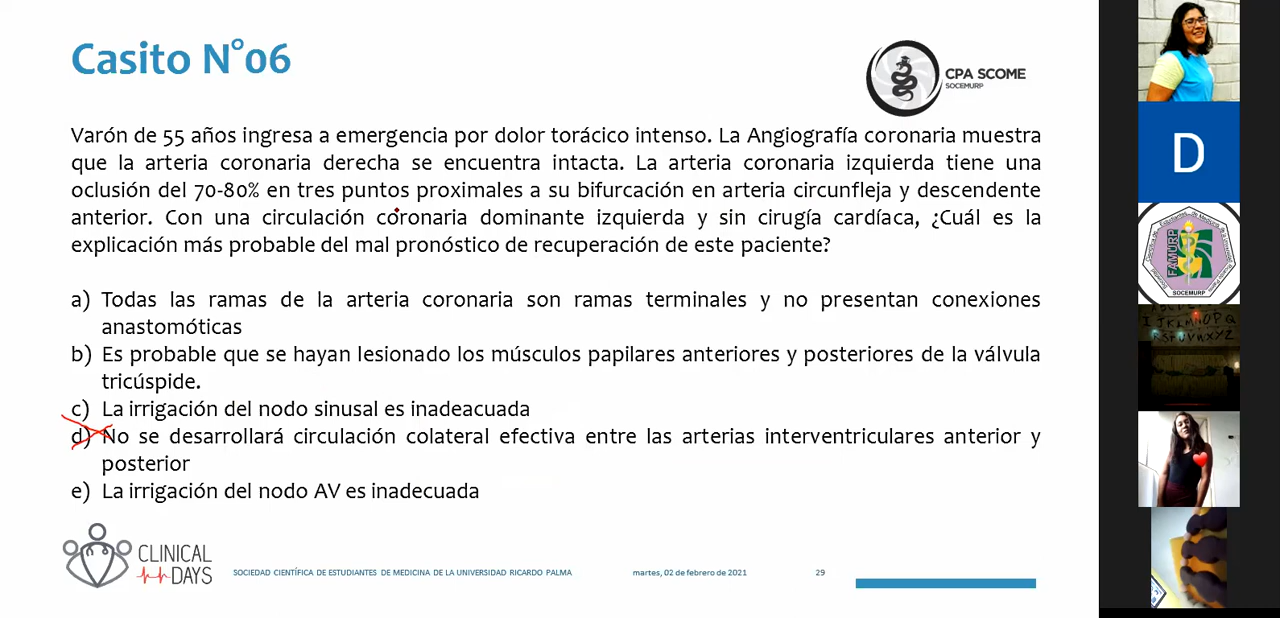 Casito N°06
CPA SCOME
SOCEMURP
Varón de 55 años ingresa a emergencia por dolor torácico intenso. La Angiografía coronaria muestra
que la arteria coronaria derecha se encuentra intacta. La arteria coronaria izquierda tiene una
oclusión del 70-80% en tres puntos proximales a su bifurcación en arteria circunfleja y descendente
anterior. Con una circulación coronaria dominante izquierda y sin cirugía cardíaca, ¿Cuál es la
explicación más probable del mal pronóstico de recuperación de este paciente?
a) Todas las ramas de la arteria coronaria son ramas terminales y no presentan conexiones
anastomóticas
b) Es probable que se hayan lesionado los músculos papilares anteriores y posteriores de la válvula
tricúspide.
c) La irrigación del nodo sinusal es inadeacuada
d) No se desarrollará circulación colateral efectiva entre las arterias interventriculares anterior y
posterior
e) La irrigación del nodo AV es inadecuada
CLINICAL
DAYS
SOCIEDAD CIENTÍFICA DE ESTUDIANTES DE MEDICINA DE LA UNIVERSIDAD RICARDO PALMA
martes, 02 de febrero de 2021
29
D
FAMURP
SOCEMURP